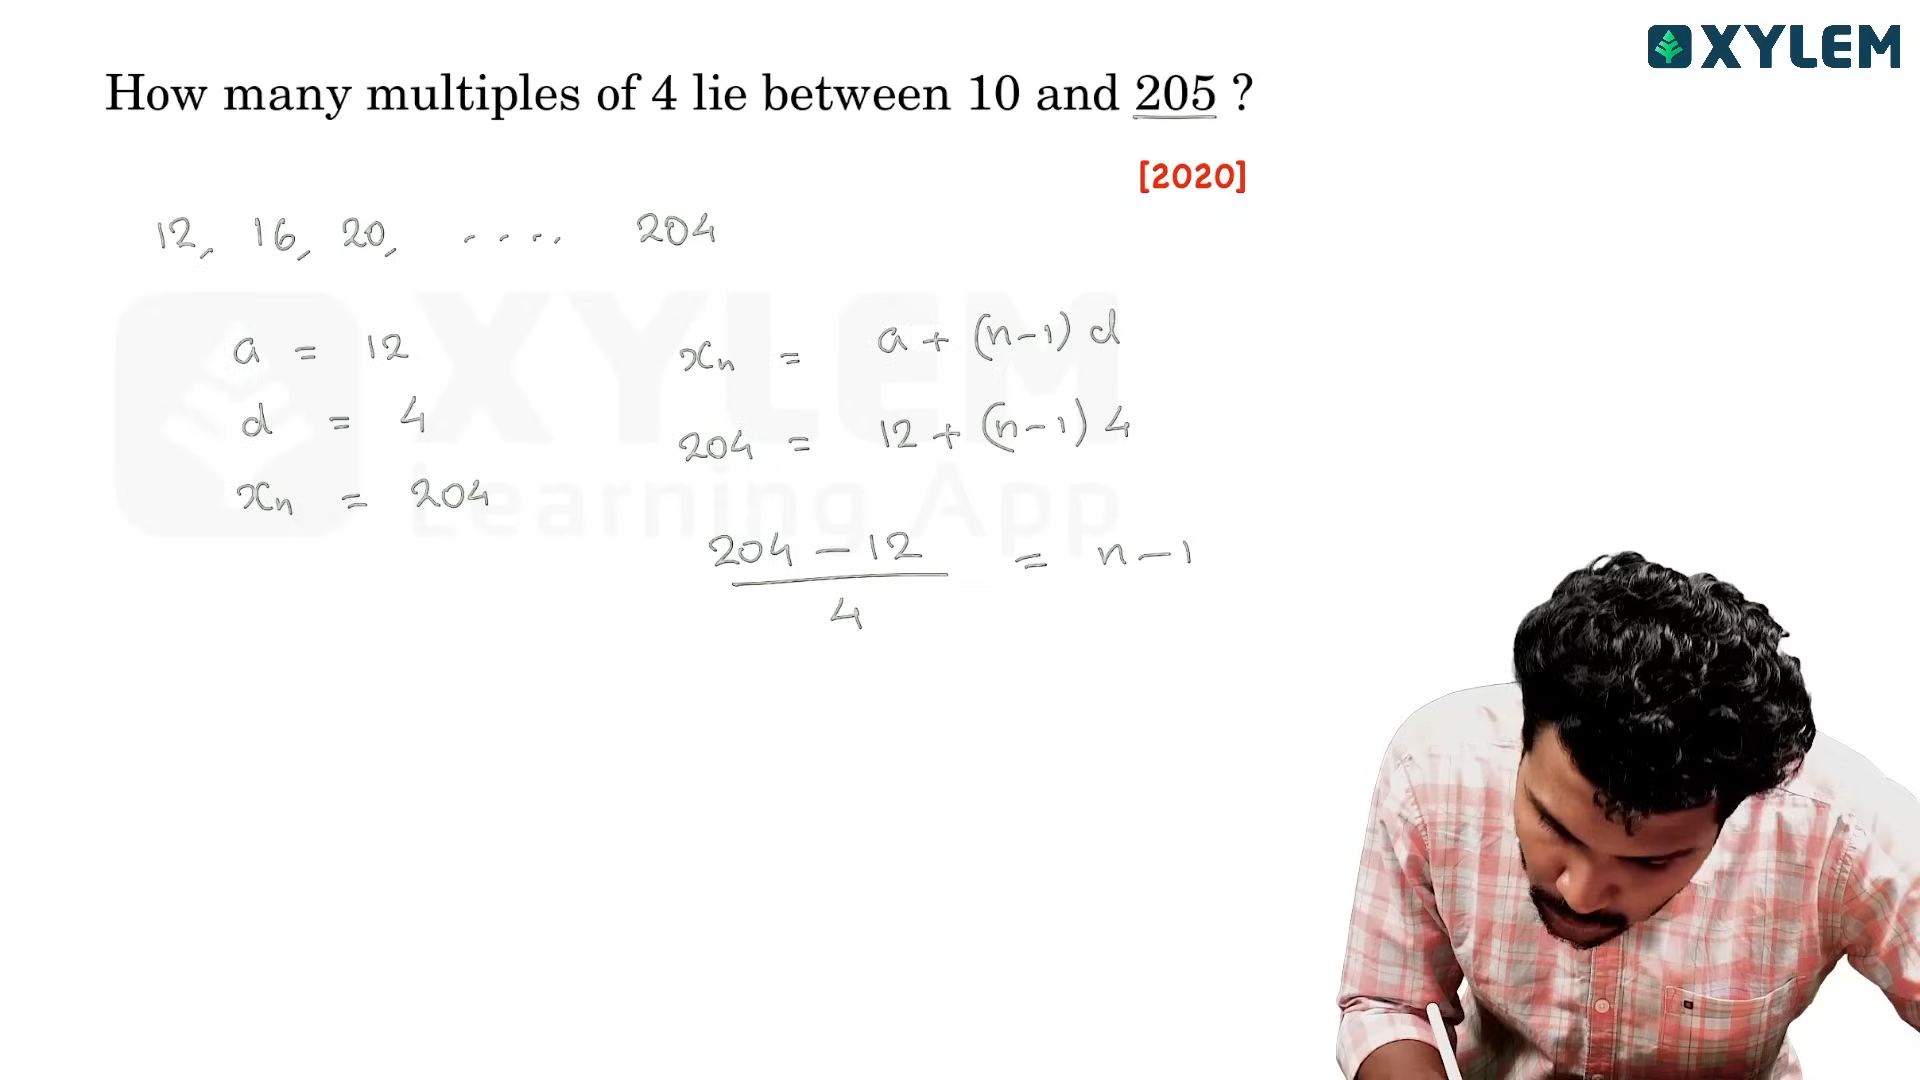 XYLEM
How many multiples of 4 lie between 10 and 205 ?
[2020]
12, 16, 20, .... 204
a = 12
d = 4
xn = 204
xn = a + (n-1) d
204 = 12 + (n-1) 4
204 - 12 / 4 = n - 1
XYLEM
Learning App